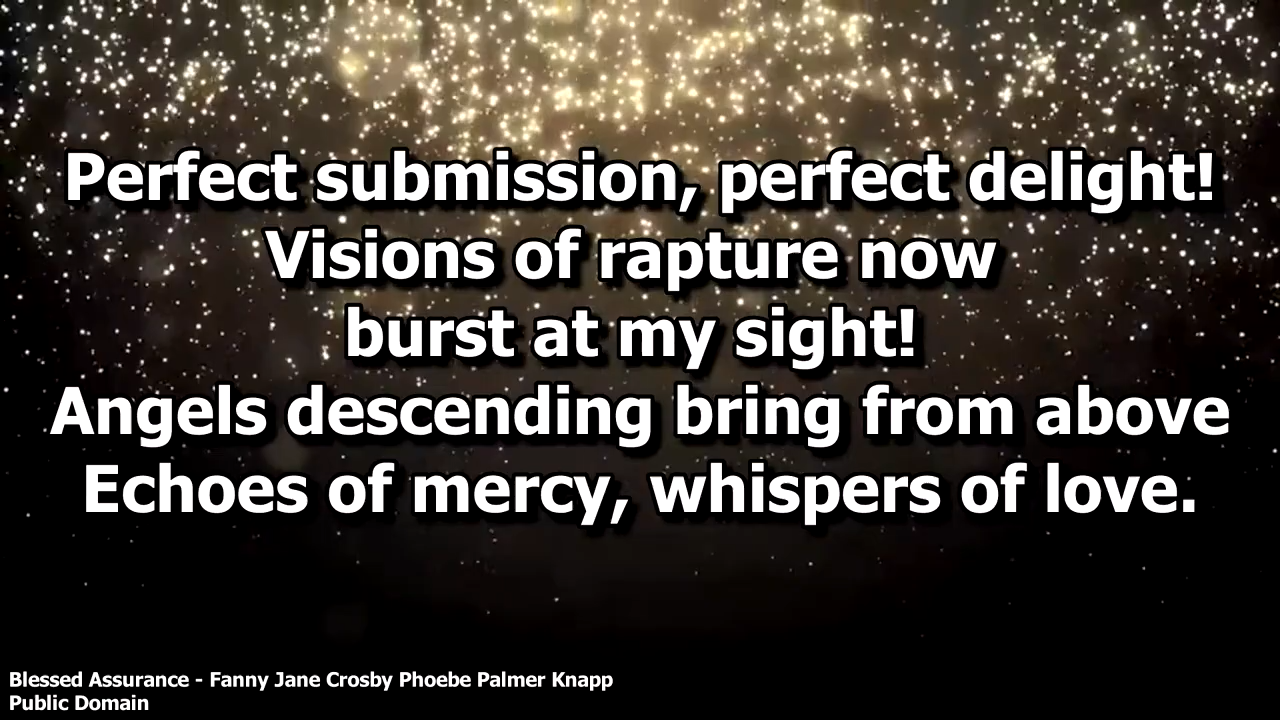 Perfect submission, perfect delight!
Visions of rapture now
burst at my sight!
Angels descending bring from above
Echoes of mercy, whispers of love.
Blessed Assurance - Fanny Jane Crosby Phoebe Palmer Knapp
Public Domain